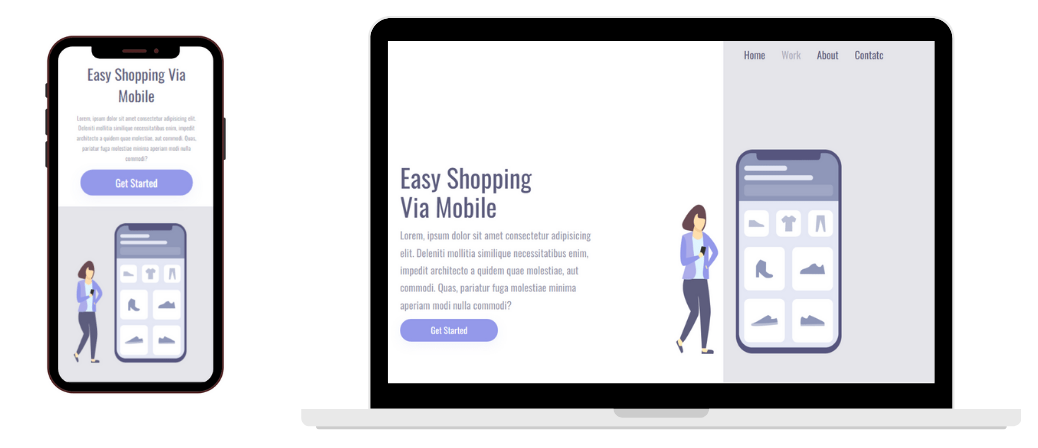 Easy Shopping Via
Mobile
Lorem, ipsum dolor sit amet consectetur adipisicing elit.
Deleniti mollitia similique necessitatibus enim, impedit
architecto a quidem quae molestiae, aut commodi. Quas,
pariatur fuga molestiae minima aperiam modi nulla
commodi?
Get Started
Home Work About Contatc
Easy Shopping
Via Mobile
Lorem, ipsum dolor sit amet consectetur adipisicing
elit. Deleniti mollitia similique necessitatibus enim,
impedit architecto a quidem quae molestiae, aut
commodi. Quas, pariatur fuga molestiae minima
aperiam modi nulla commodi?
Get Started